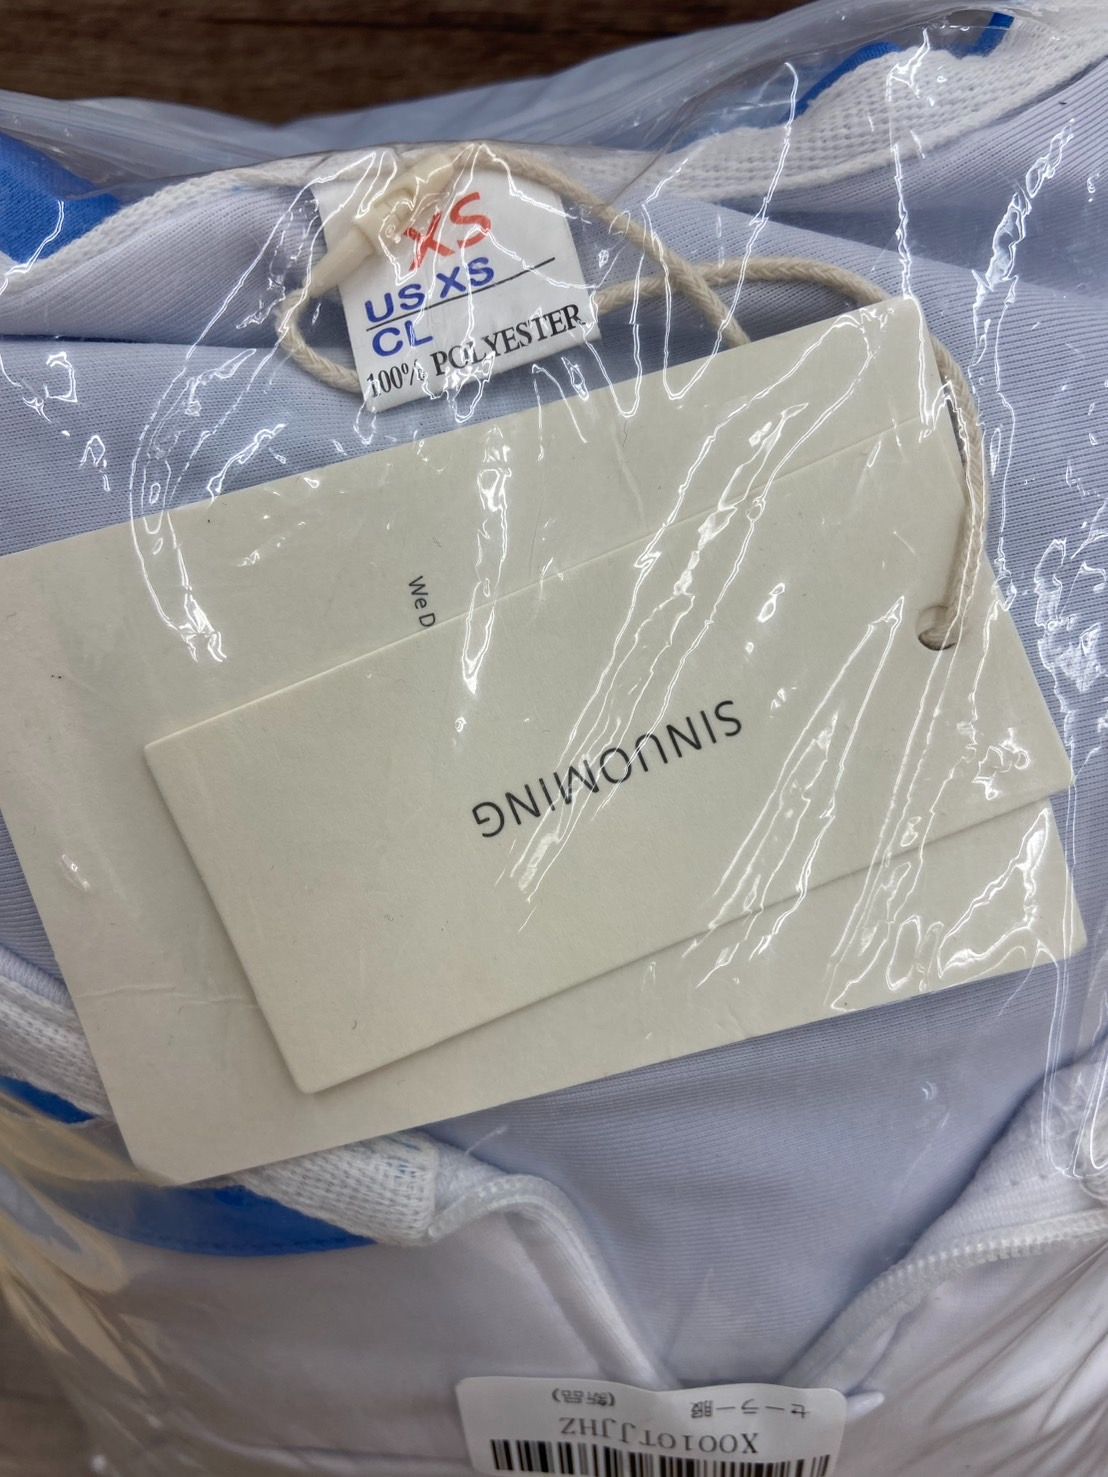 XS
US XS
CL
100% POLYESTER
We D
SINUOMING
X0010TJJHZ
セーラー服 (新品)